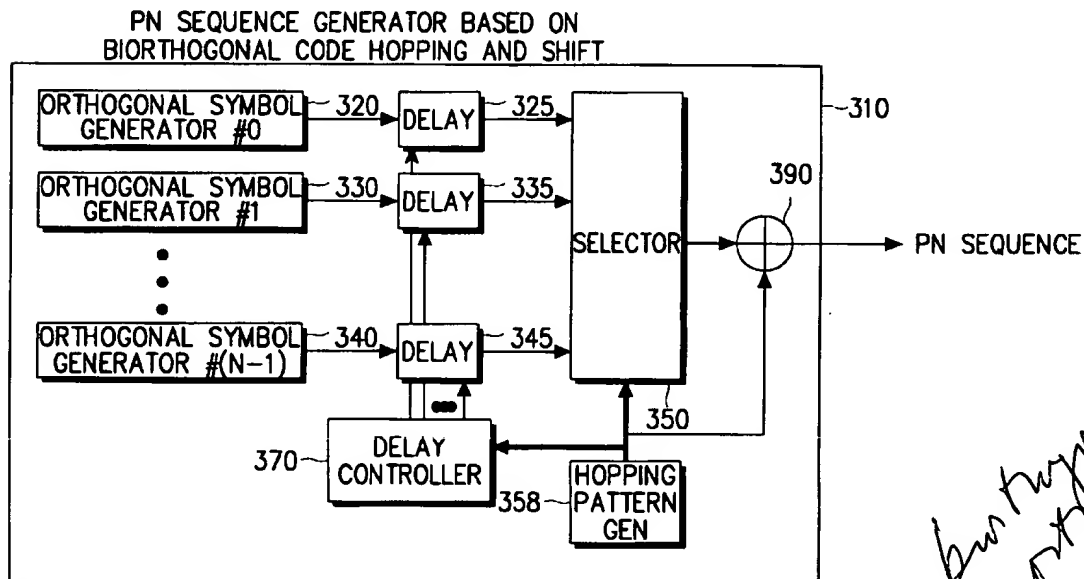 PN SEQUENCE GENERATOR BASED ON
BIORTHOGONAL CODE HOPPING AND SHIFT
310
ORTHOGONAL SYMBOL
GENERATOR #0
320
DELAY
325
ORTHOGONAL SYMBOL
GENERATOR #1
330
DELAY
335
SELECTOR
390
PN SEQUENCE
ORTHOGONAL SYMBOL
GENERATOR #(N-1)
340
DELAY
345
350
370
DELAY
CONTROLLER
358
HOPPING
PATTERN
GEN